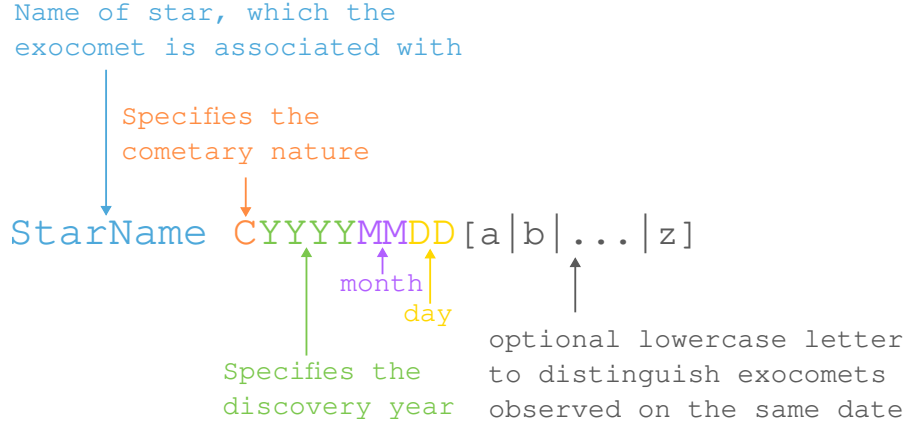 Name of star, which the
exocomet is associated with
Specifies the
cometary nature
StarName CYYYYMMDD[a|b|...|z]
month
day
optional lowercase letter
to distinguish exocomets
observed on the same date
Specifies the
discovery year